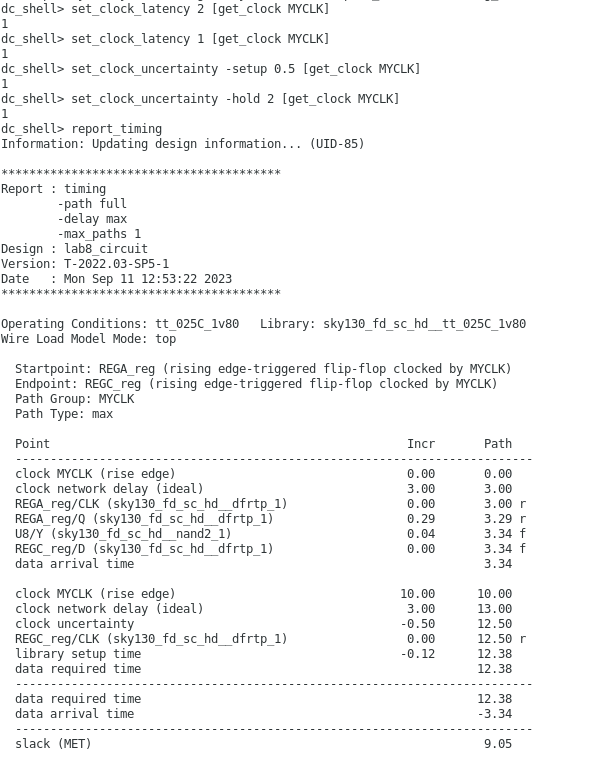 dc_shell> set_clock_latency 2 [get_clock MYCLK]
1
dc_shell> set_clock_latency 1 [get_clock MYCLK]
1
dc_shell> set_clock_uncertainty -setup 0.5 [get_clock MYCLK]
1
dc_shell> set_clock_uncertainty -hold 2 [get_clock MYCLK]
1
dc_shell> report_timing
Information: Updating design information... (UID-85)
****************************************
Report : timing
        -path full
        -delay max
        -max_paths 1
Design : lab8_circuit
Version: T-2022.03-SP5-1
Date   : Mon Sep 11 12:53:22 2023
****************************************
Operating Conditions: tt_025C_1v80   Library: sky130_fd_sc_hd__tt_025C_1v80
Wire Load Model Mode: top
  Startpoint: REGA_reg (rising edge-triggered flip-flop clocked by MYCLK)
  Endpoint: REGC_reg (rising edge-triggered flip-flop clocked by MYCLK)
  Path Group: MYCLK
  Path Type: max
  Point                                                   Incr       Path
  --------------------------------------------------------------------------
  clock MYCLK (rise edge)                                 0.00       0.00
  clock network delay (ideal)                             3.00       3.00
  REGA_reg/CLK (sky130_fd_sc_hd__dfrtp_1)                 0.00       3.00 r
  REGA_reg/Q (sky130_fd_sc_hd__dfrtp_1)                   0.29       3.29 r
  U8/Y (sky130_fd_sc_hd__nand2_1)                         0.04       3.34 f
  REGC_reg/D (sky130_fd_sc_hd__dfrtp_1)                   0.00       3.34 f
  data arrival time                                                  3.34
  clock MYCLK (rise edge)                                10.00      10.00
  clock network delay (ideal)                             3.00      13.00
  clock uncertainty                                      -0.50      12.50
  REGC_reg/CLK (sky130_fd_sc_hd__dfrtp_1)                 0.00      12.50 r
  library setup time                                     -0.12      12.38
  data required time                                                12.38
  --------------------------------------------------------------------------
  data required time                                                12.38
  data arrival time                                                 -3.34
  --------------------------------------------------------------------------
  slack (MET)                                                        9.05